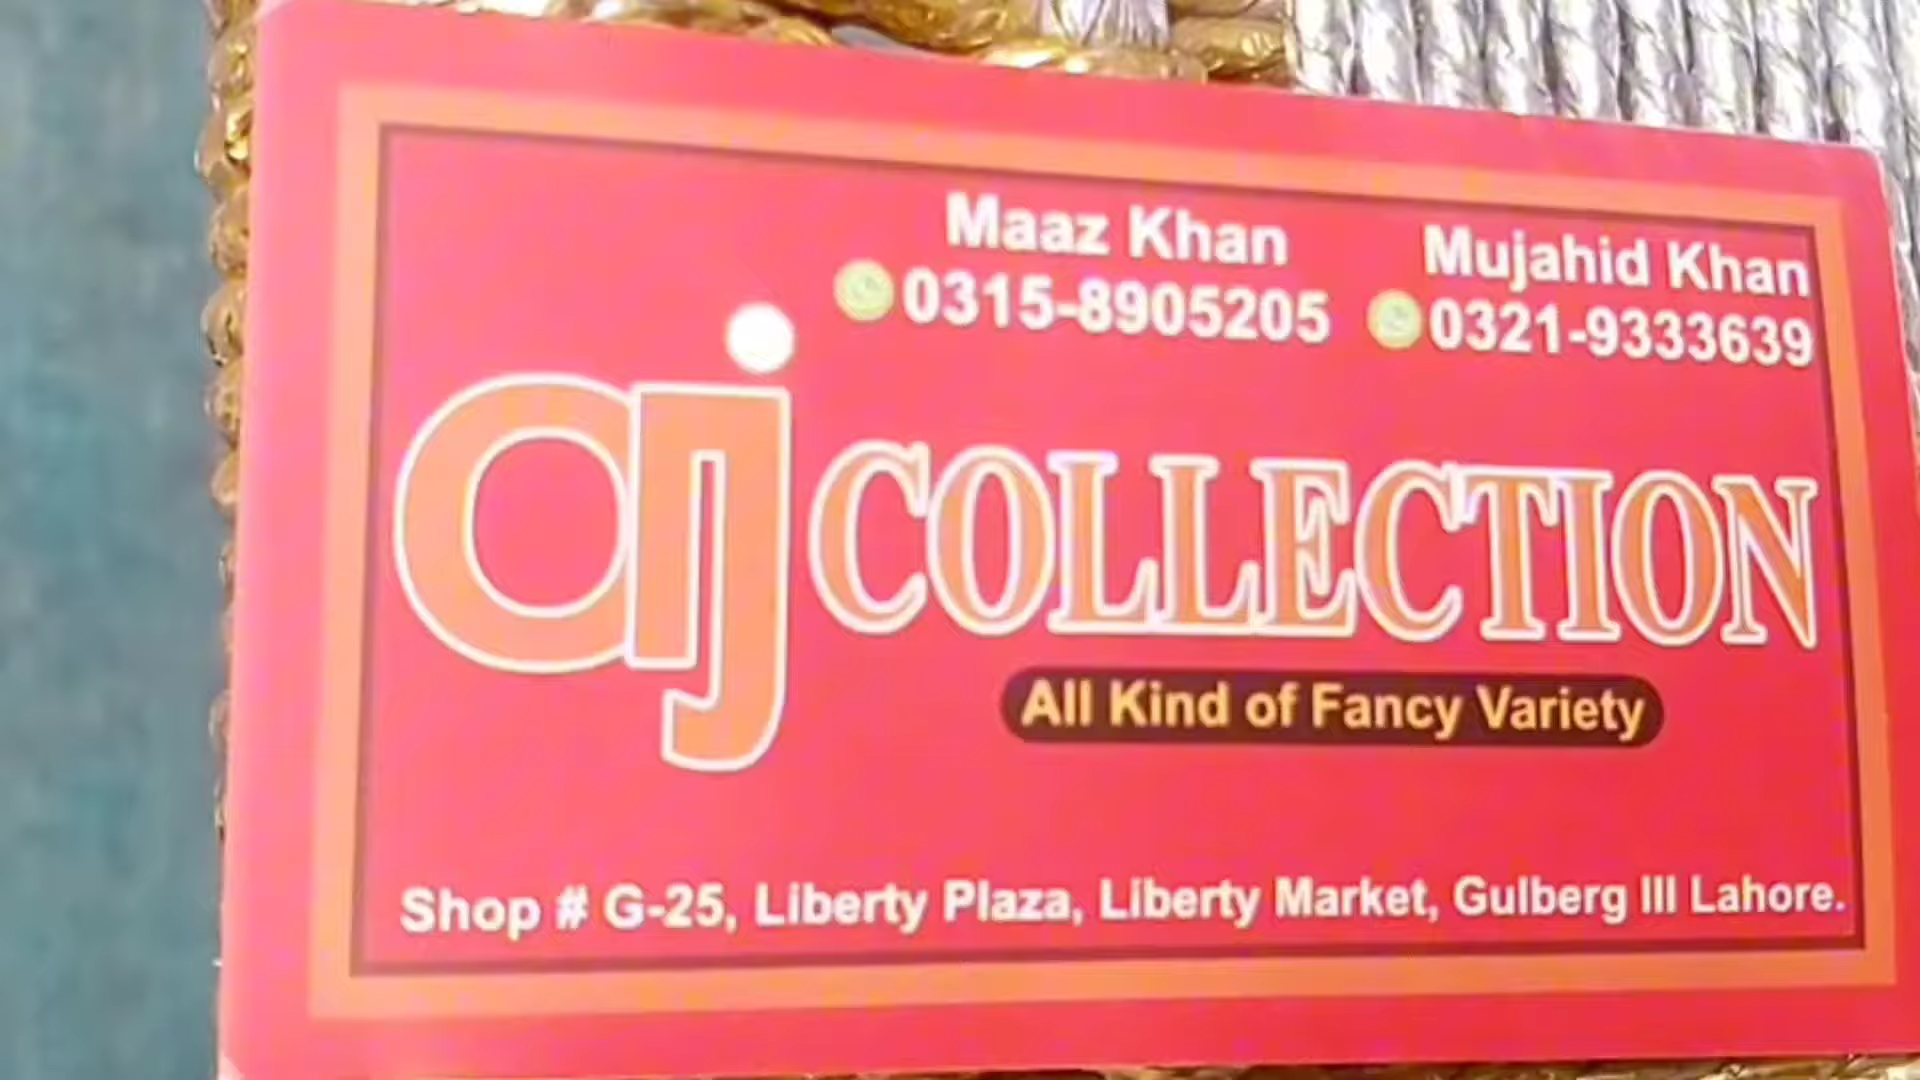 Maaz Khan
0315-8905205
Mujahid Khan
0321-9333639
aj COLLECTION
All Kind of Fancy Variety
Shop # G-25, Liberty Plaza, Liberty Market, Gulberg III Lahore.